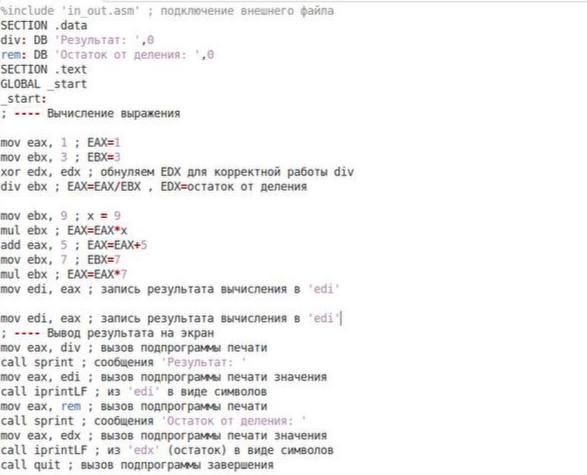 %include 'in_out.asm' ; подключение внешнего файла
SECTION .data
div: DB 'Результат: ',0
rem: DB 'Остаток от деления: ',0
SECTION .text
GLOBAL _start
_start:
; ---- Вычисление выражения
mov eax, 1 ; EAX=1
mov ebx, 3 ; EBX=3
xor edx, edx ; обнуляем EDX для корректной работы div
div ebx ; EAX=EAX/EBX , EDX=остаток от деления
mov ebx, 9 ; x = 9
mul ebx ; EAX=EAX*x
add eax, 5 ; EAX=EAX+5
mov ebx, 7 ; EBX=7
mul ebx ; EAX=EAX*7
mov edi, eax ; запись результата вычисления в 'edi'
mov edi, eax ; запись результата вычисления в 'edi'
; ---- Вывод результата на экран
mov eax, div ; вызов подпрограммы печати
call sprint ; сообщения 'Результат: '
mov eax, edi ; вызов подпрограммы печати значения
call iprintLF ; из 'edi' в виде символов
mov eax, rem ; вызов подпрограммы печати
call sprint ; сообщения 'Остаток от деления: '
mov eax, edx ; вызов подпрограммы печати значения
call iprintLF ; из 'edx' (остаток) в виде символов
call quit ; вызов подпрограммы завершения